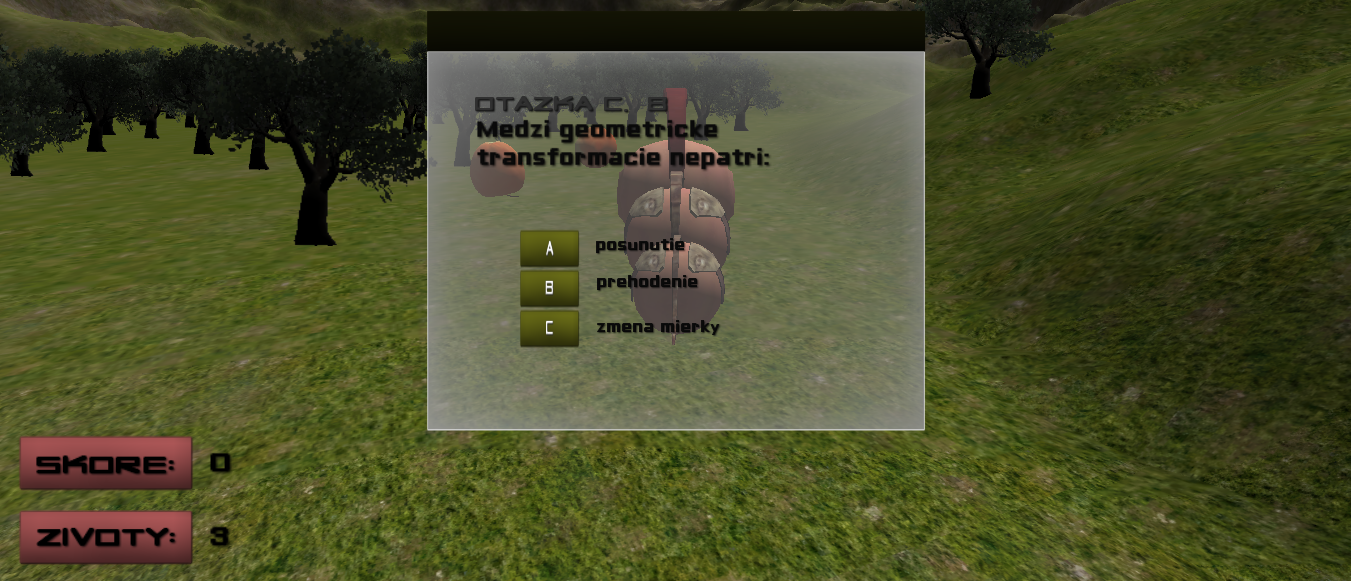 OTAZKA C. 8
Medzi geometricke
transformacie nepatri:
A posunutie
B prehodenie
C zmena mierky
SKORE: 0
ZIVOTY: 3